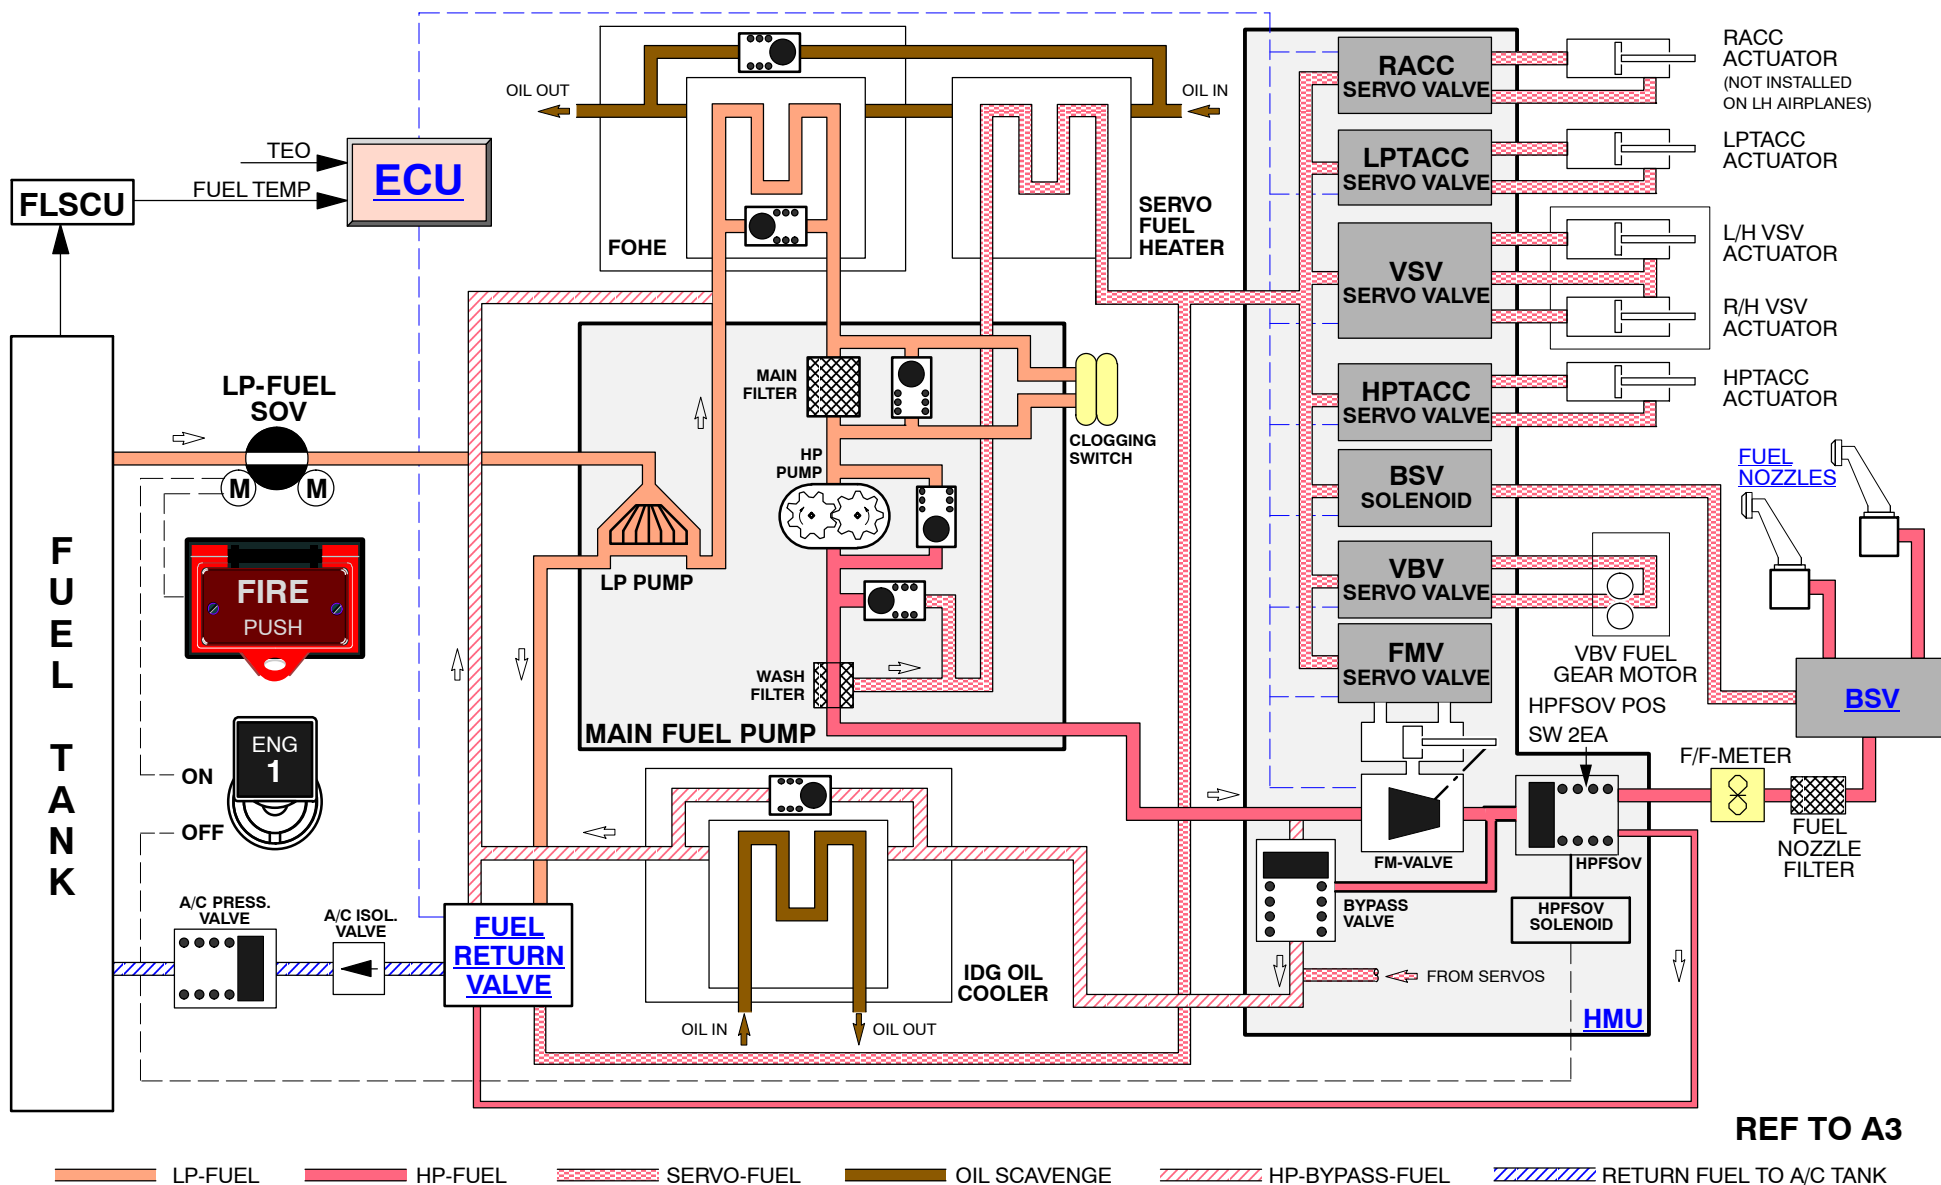 RACC
ACTUATOR
(NOT INSTALLED
ON LH AIRPLANES)
RACC
SERVO VALVE
OIL OUT
OIL IN
LPTACC
ACTUATOR
LPTACC
SERVO VALVE
TEO
ECU
FUEL TEMP
FLSCU
FOHE
SERVO
FUEL
HEATER
L/H VSV
ACTUATOR
VSV
SERVO VALVE
R/H VSV
ACTUATOR
LP-FUEL
SOV
M
M
MAIN
FILTER
CLOGGING
SWITCH
HPTACC
SERVO VALVE
HPTACC
ACTUATOR
HP
PUMP
BSV
SOLENOID
FUEL
NOZZLES
FUEL TANK
FIRE
PUSH
LP PUMP
VBV
SERVO VALVE
VBV FUEL
GEAR MOTOR
WASH
FILTER
FMV
SERVO VALVE
MAIN FUEL PUMP
HPFSOV POS
SW 2EA
BSV
F/F-METER
ENG
1
ON
OFF
FM-VALVE
HPFSOV
FUEL
NOZZLE
FILTER
BYPASS
VALVE
HPFSOV
SOLENOID
A/C PRESS.
VALVE
A/C ISOL.
VALVE
FUEL
RETURN
VALVE
IDG OIL
COOLER
FROM SERVOS
OIL IN
OIL OUT
HMU
REF TO A3
LP-FUEL
HP-FUEL
SERVO-FUEL
OIL SCAVENGE
HP-BYPASS-FUEL
RETURN FUEL TO A/C TANK